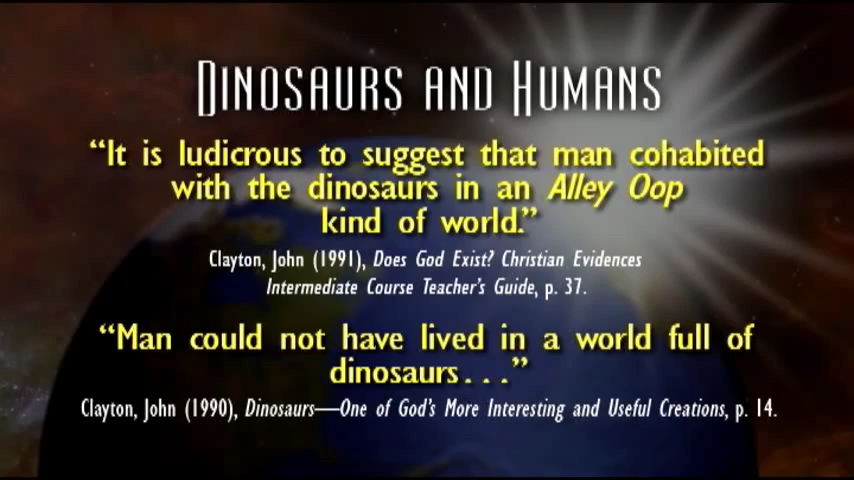 DINOSAURS AND HUMANS
“It is ludicrous to suggest that man cohabited
with the dinosaurs in an Alley Oop
kind of world.”
Clayton, John (1991), Does God Exist? Christian Evidences
Intermediate Course Teacher’s Guide, p. 37.
“Man could not have lived in a world full of
dinosaurs . . .”
Clayton, John (1990), Dinosaurs—One of God’s More Interesting and Useful Creations, p. 14.